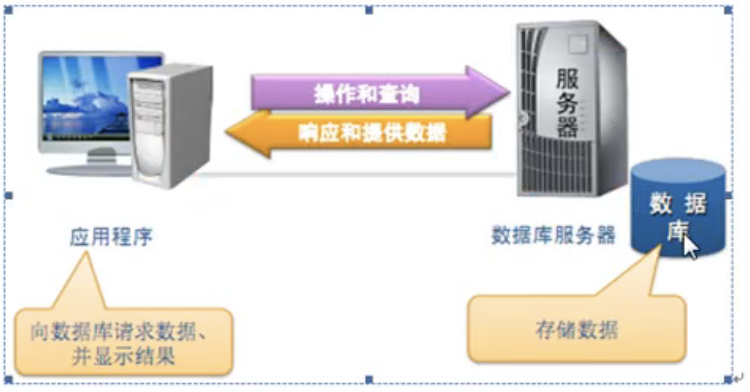 操作和查询
响应和提供数据
服务器
数据库
应用程序
数据库服务器
向数据库请求数据、
并显示结果
存储数据